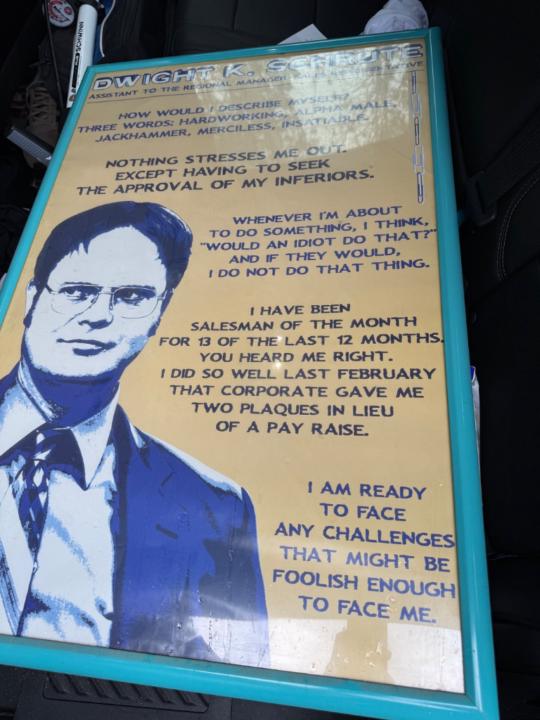 DWIGHT K. SCHRUTE
ASSISTANT TO THE REGIONAL MANAGER
HOW WOULD I DESCRIBE MYSELF?
THREE WORDS: HARDWORKING, ALPHA MALE,
JACKHAMMER, MERCILESS, INSATIABLE.
NOTHING STRESSES ME OUT.
EXCEPT HAVING TO SEEK
THE APPROVAL OF MY INFERIORS.
WHENEVER I'M ABOUT
TO DO SOMETHING, I THINK,
"WOULD AN IDIOT DO THAT?"
AND IF THEY WOULD,
I DO NOT DO THAT THING.
I HAVE BEEN
SALESMAN OF THE MONTH
FOR 13 OF THE LAST 12 MONTHS.
YOU HEARD ME RIGHT.
I DID SO WELL LAST FEBRUARY
THAT CORPORATE GAVE ME
TWO PLAQUES IN LIEU
OF A PAY RAISE.
I AM READY
TO FACE
ANY CHALLENGES
THAT MIGHT BE
FOOLISH ENOUGH
TO FACE ME.